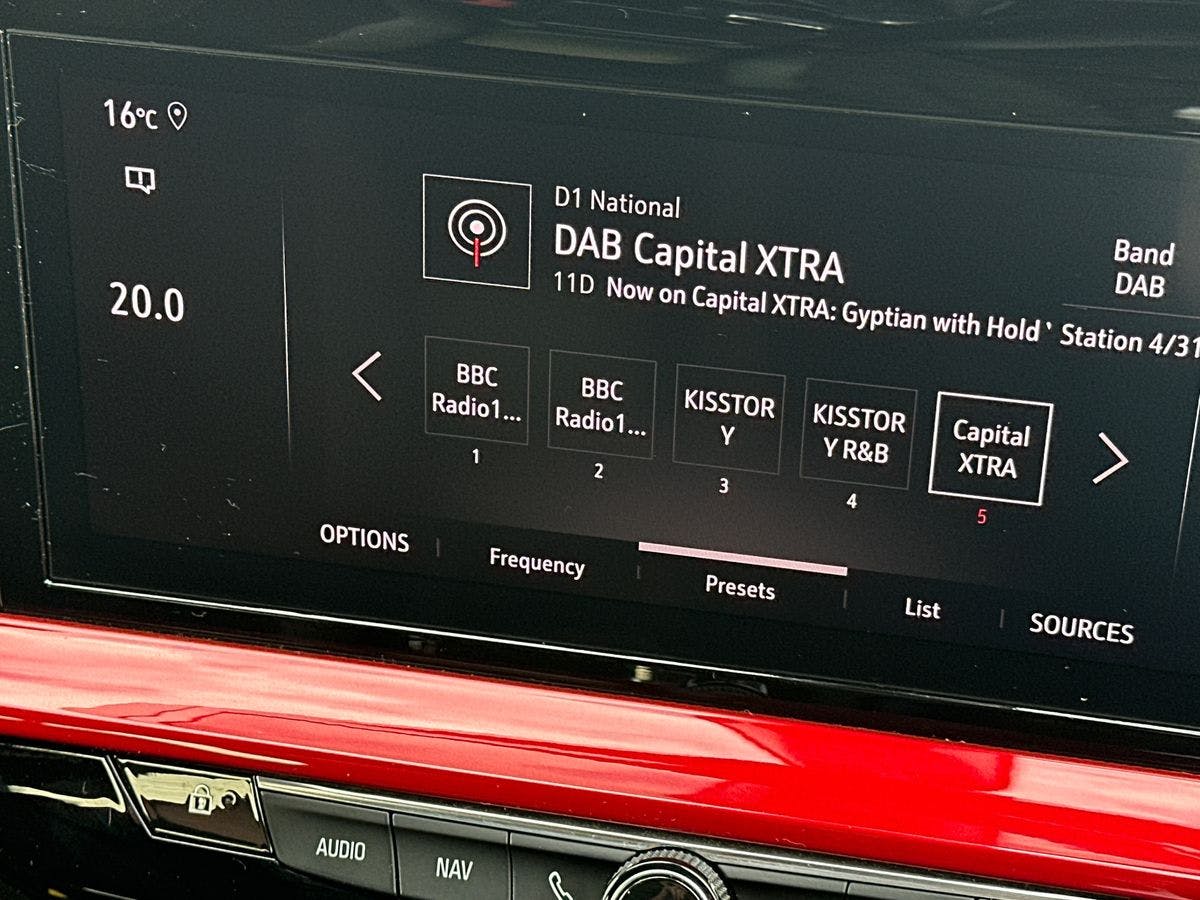 16°C
20.0
D1 National
DAB Capital XTRA
11D Now on Capital XTRA: Gyptian with Hold ' Station 4/31
Band
DAB
BBC
Radio1...
1
BBC
Radio1...
2
KISSTOR
Y
3
KISSTOR
Y R&B
4
Capital
XTRA
5
OPTIONS
Frequency
Presets
List
SOURCES
AUDIO
NAV